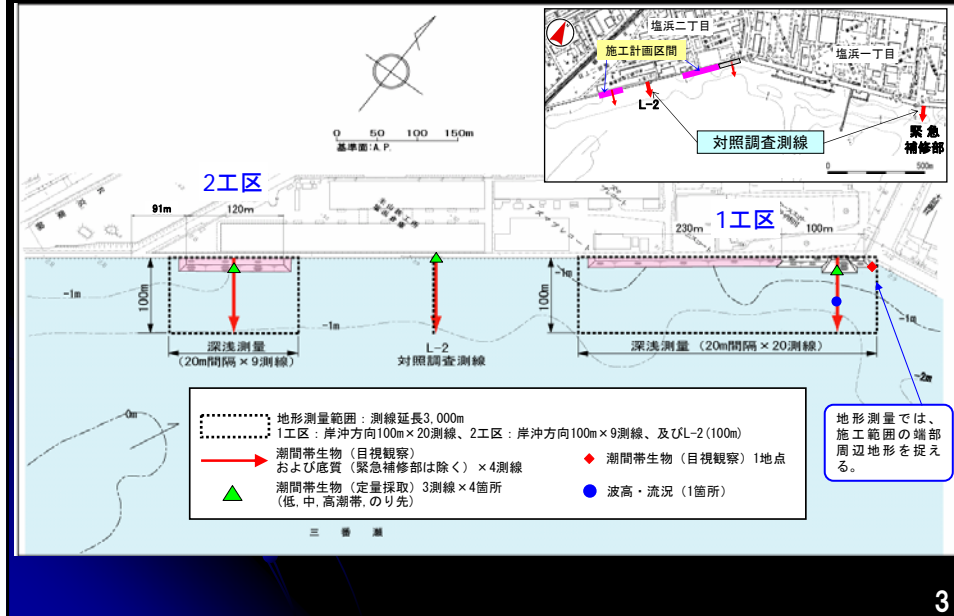 塩浜二丁目
塩浜一丁目
施工計画区間
L-2
対照調査測線
緊 急
補修部
0 500m
0 50 100 150m
基準面:A.P.
2工区
1工区
91m
120m
230m
100m
100m
100m
-1m
-1m
-1m
-1m
-2m
-0m
深浅測量
(20m間隔×9測線)
L-2
対照調査測線
深浅測量 (20m間隔×20測線)
地形測量では、
施工範囲の端部
周辺地形を捉え
る。
地形測量範囲:測線延長3,000m
1工区:岸沖方向100m×20測線、2工区:岸沖方向100m×9測線、及びL-2(100m)
潮間帯生物(目視観察)
および底質(緊急補修部は除く)×4測線
潮間帯生物(目視観察)1地点
潮間帯生物(定量採取)3測線×4箇所
(低,中,高潮帯,のり先)
波高・流況(1箇所)
三 番 瀬
3